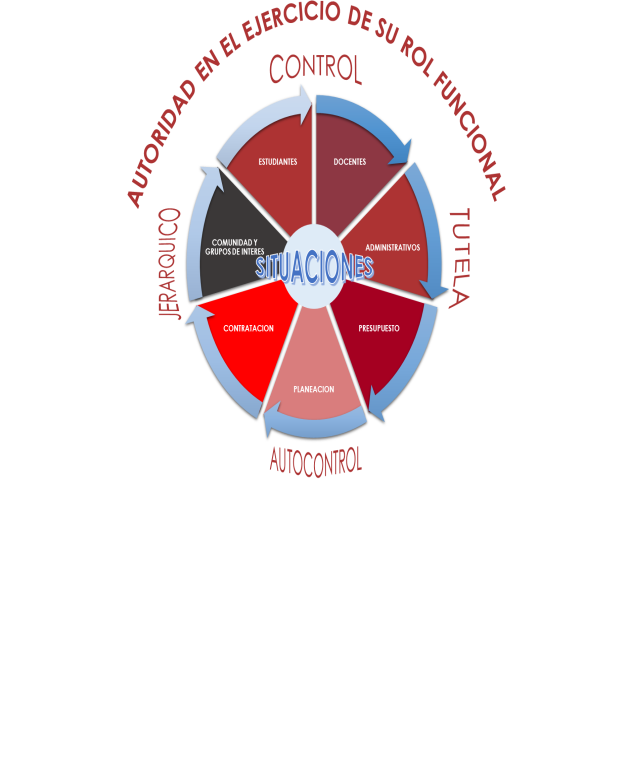 AUTORIDAD EN EL EJERCICIO DE SU ROL FUNCIONAL
CONTROL
ESTUDIANTES
DOCENTES
JERARQUICO
TUTELA
COMUNIDAD Y
GRUPOS DE INTERES
ADMINISTRATIVOS
SITUACIONES
CONTRATACION
PRESUPUESTO
PLANEACION
AUTOCONTROL